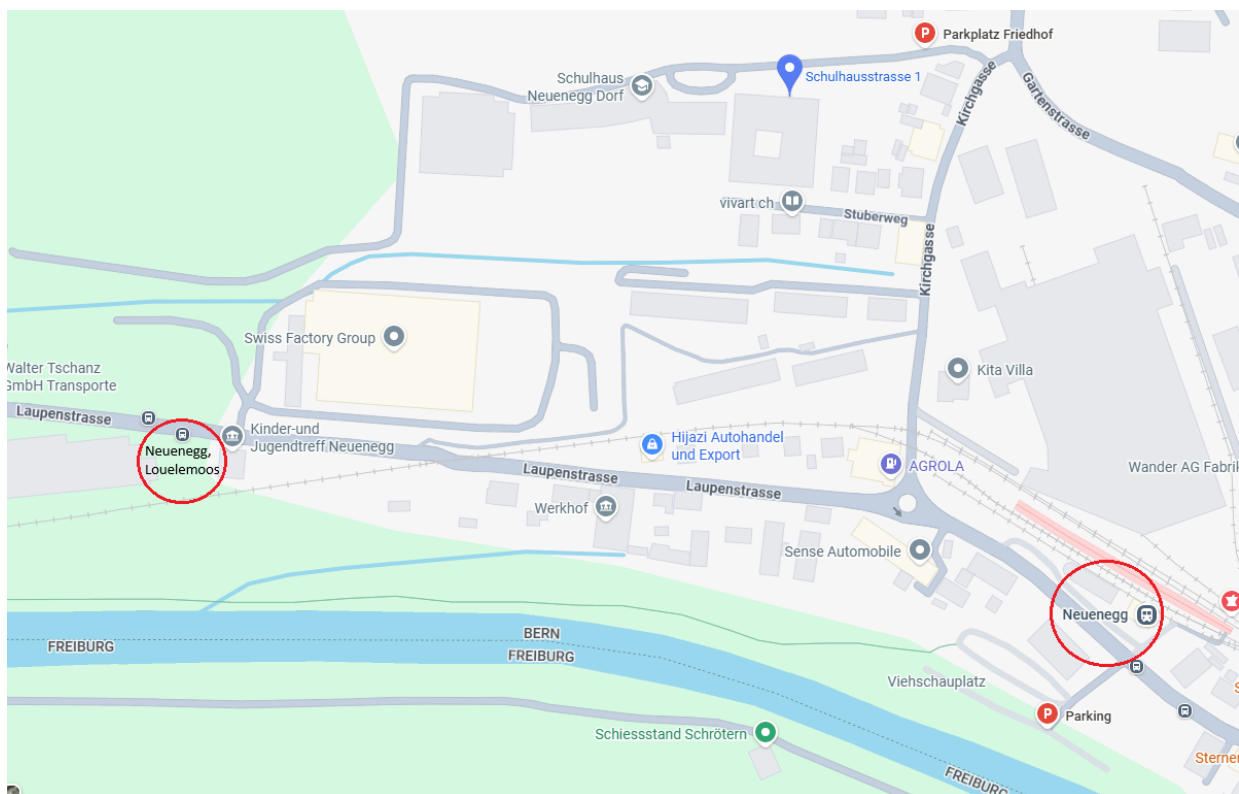 Parkplatz Friedhof
Schulhaus
Neuenegg Dorf
Schulhausstrasse 1
Kirchgasse
Gartenstrasse
vivart ch
Stuberweg
Kirchgasse
Swiss Factory Group
Walter Tschanz
GmbH Transporte
Kita Villa
Laupenstrasse
Kinder-und
Jugendtreff Neuenegg
Neuenegg,
Louelemoos
Hijazi Autohandel
und Export
AGROLA
Wander AG Fabrik
Laupenstrasse
Laupenstrasse
Werkhof
Sense Automobile
Neuenegg
BERN
FREIBURG
FREIBURG
Viehschauplatz
Parking
Schiessstand Schrötern
FREIBURG
Sterner